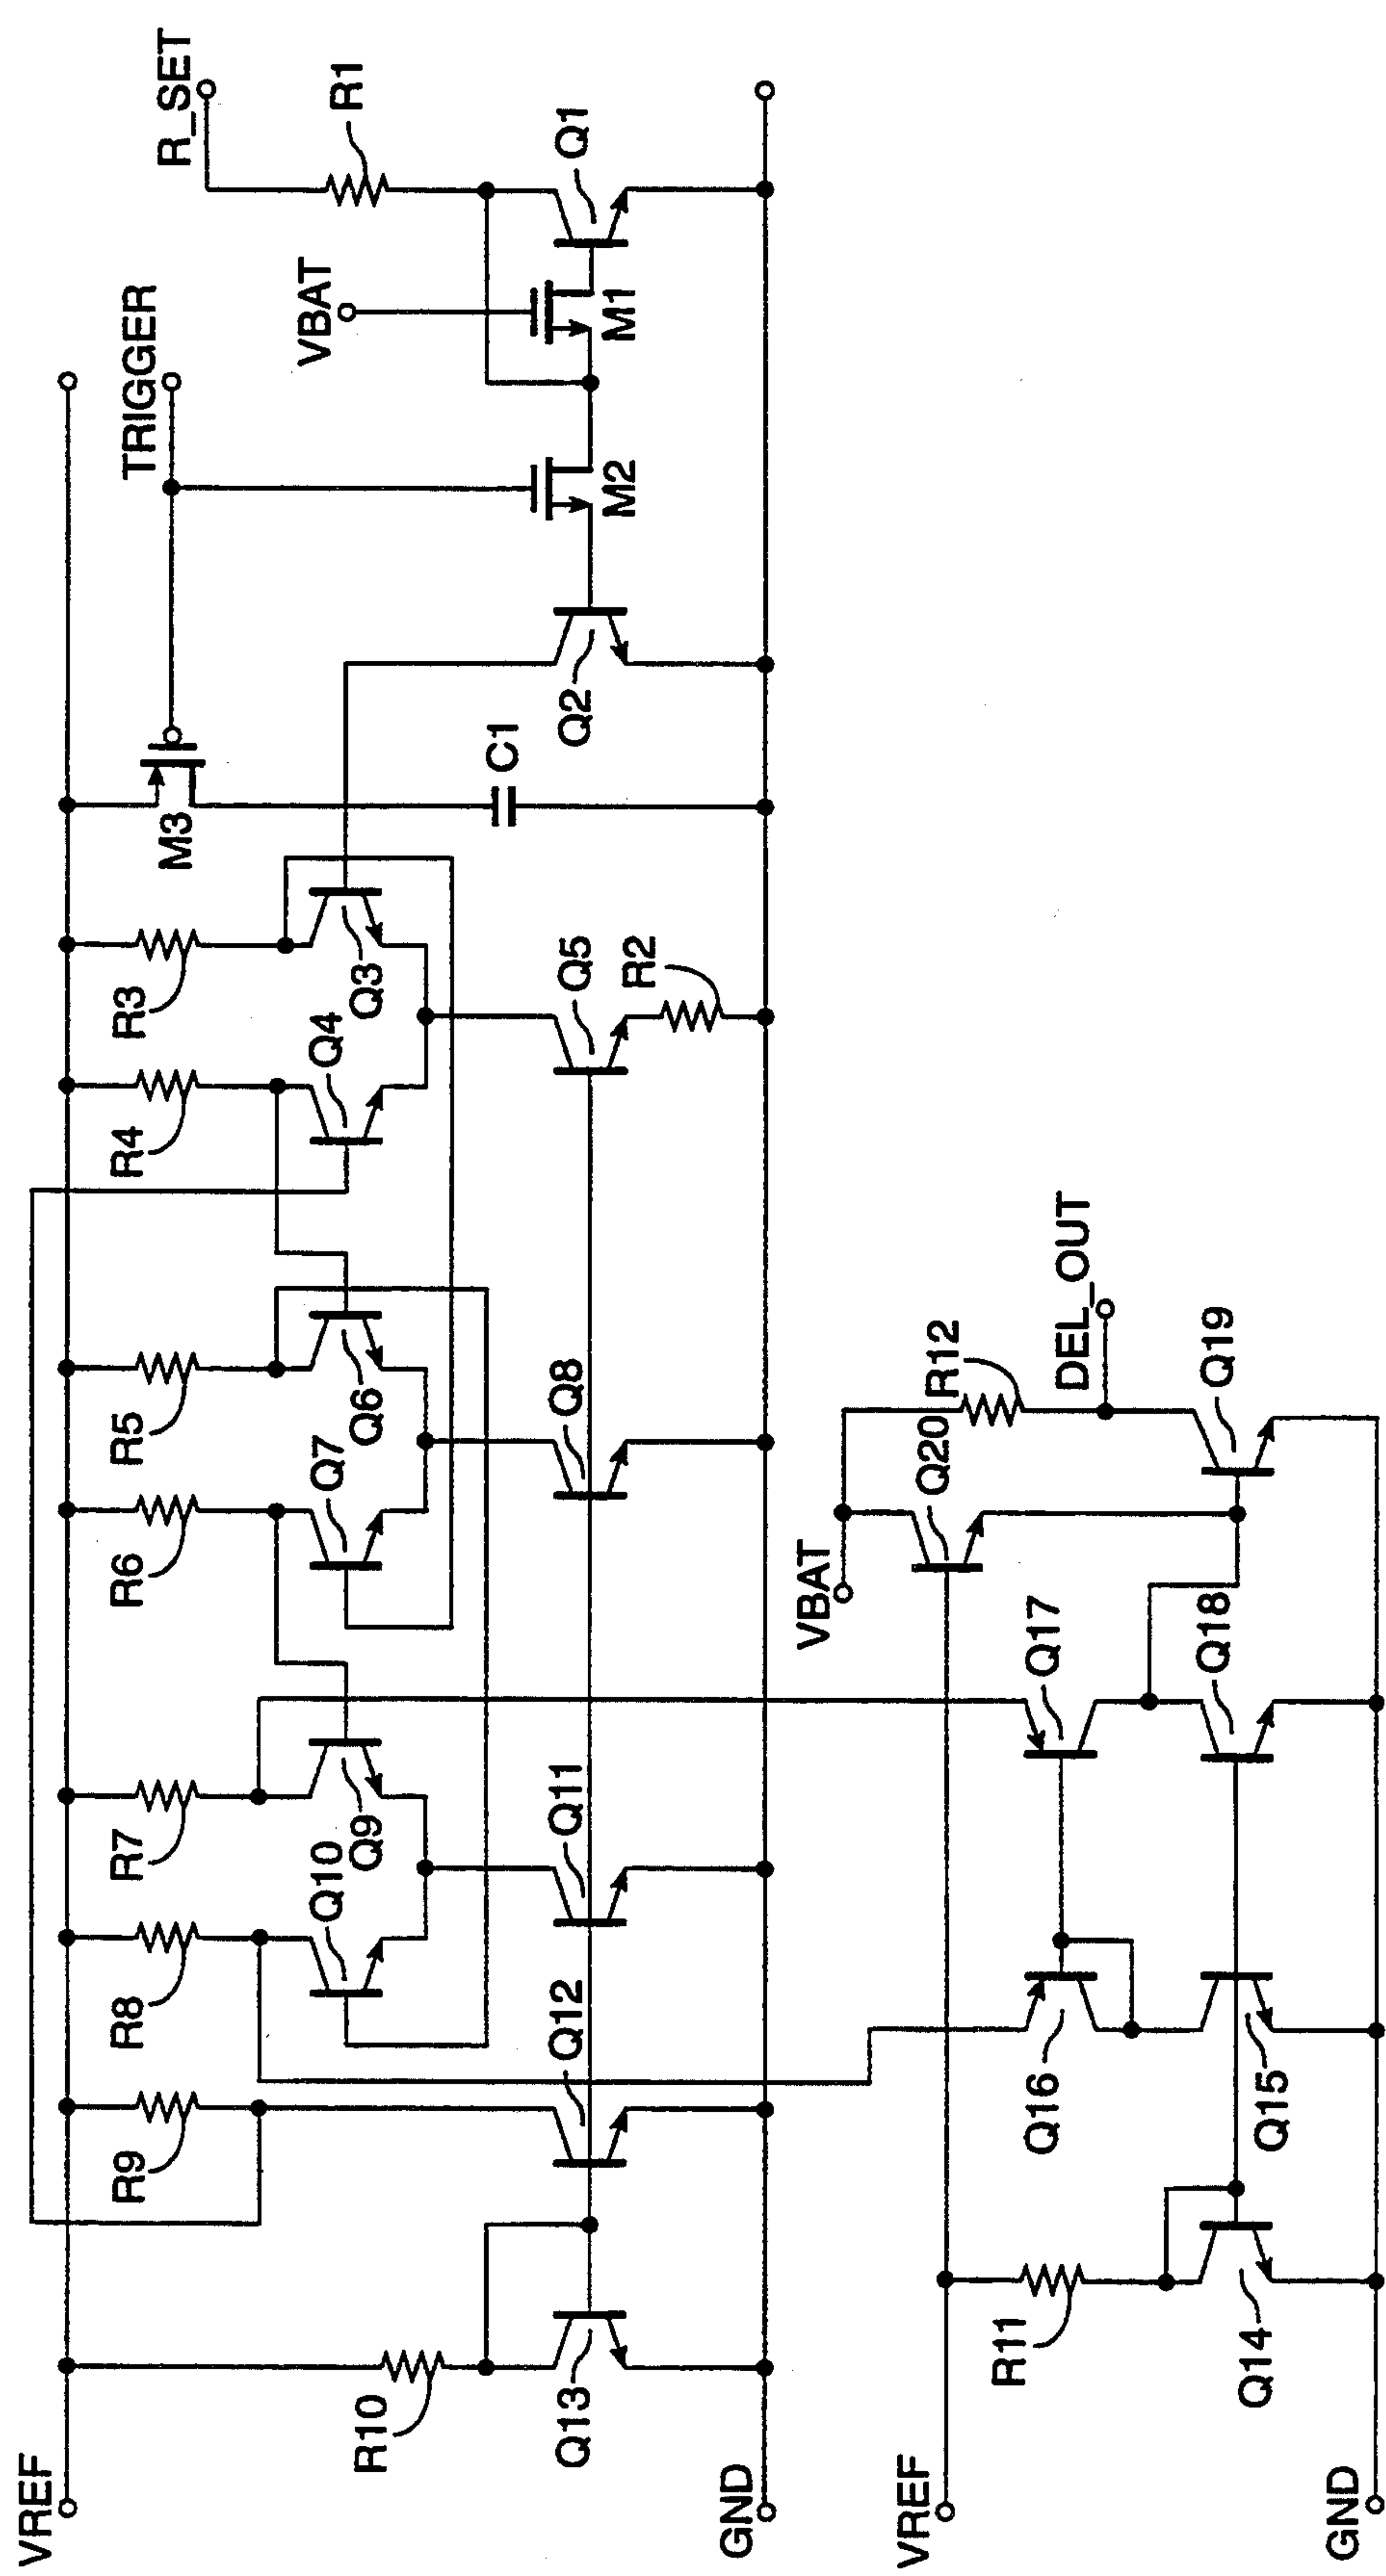 VREF
R10
Q13
GND
R9
Q12
R8
Q10
R7
Q9
Q11
R6
Q7
R5
Q6
Q8
R4
Q4
R3
Q3
Q5
R2
M3
C1
Q2
TRIGGER
M2
VBAT
M1
R_SET
R1
Q1
VREF
GND
R11
Q14
Q16
Q15
Q17
Q18
VBAT
Q20
R12
DEL_OUT
Q19